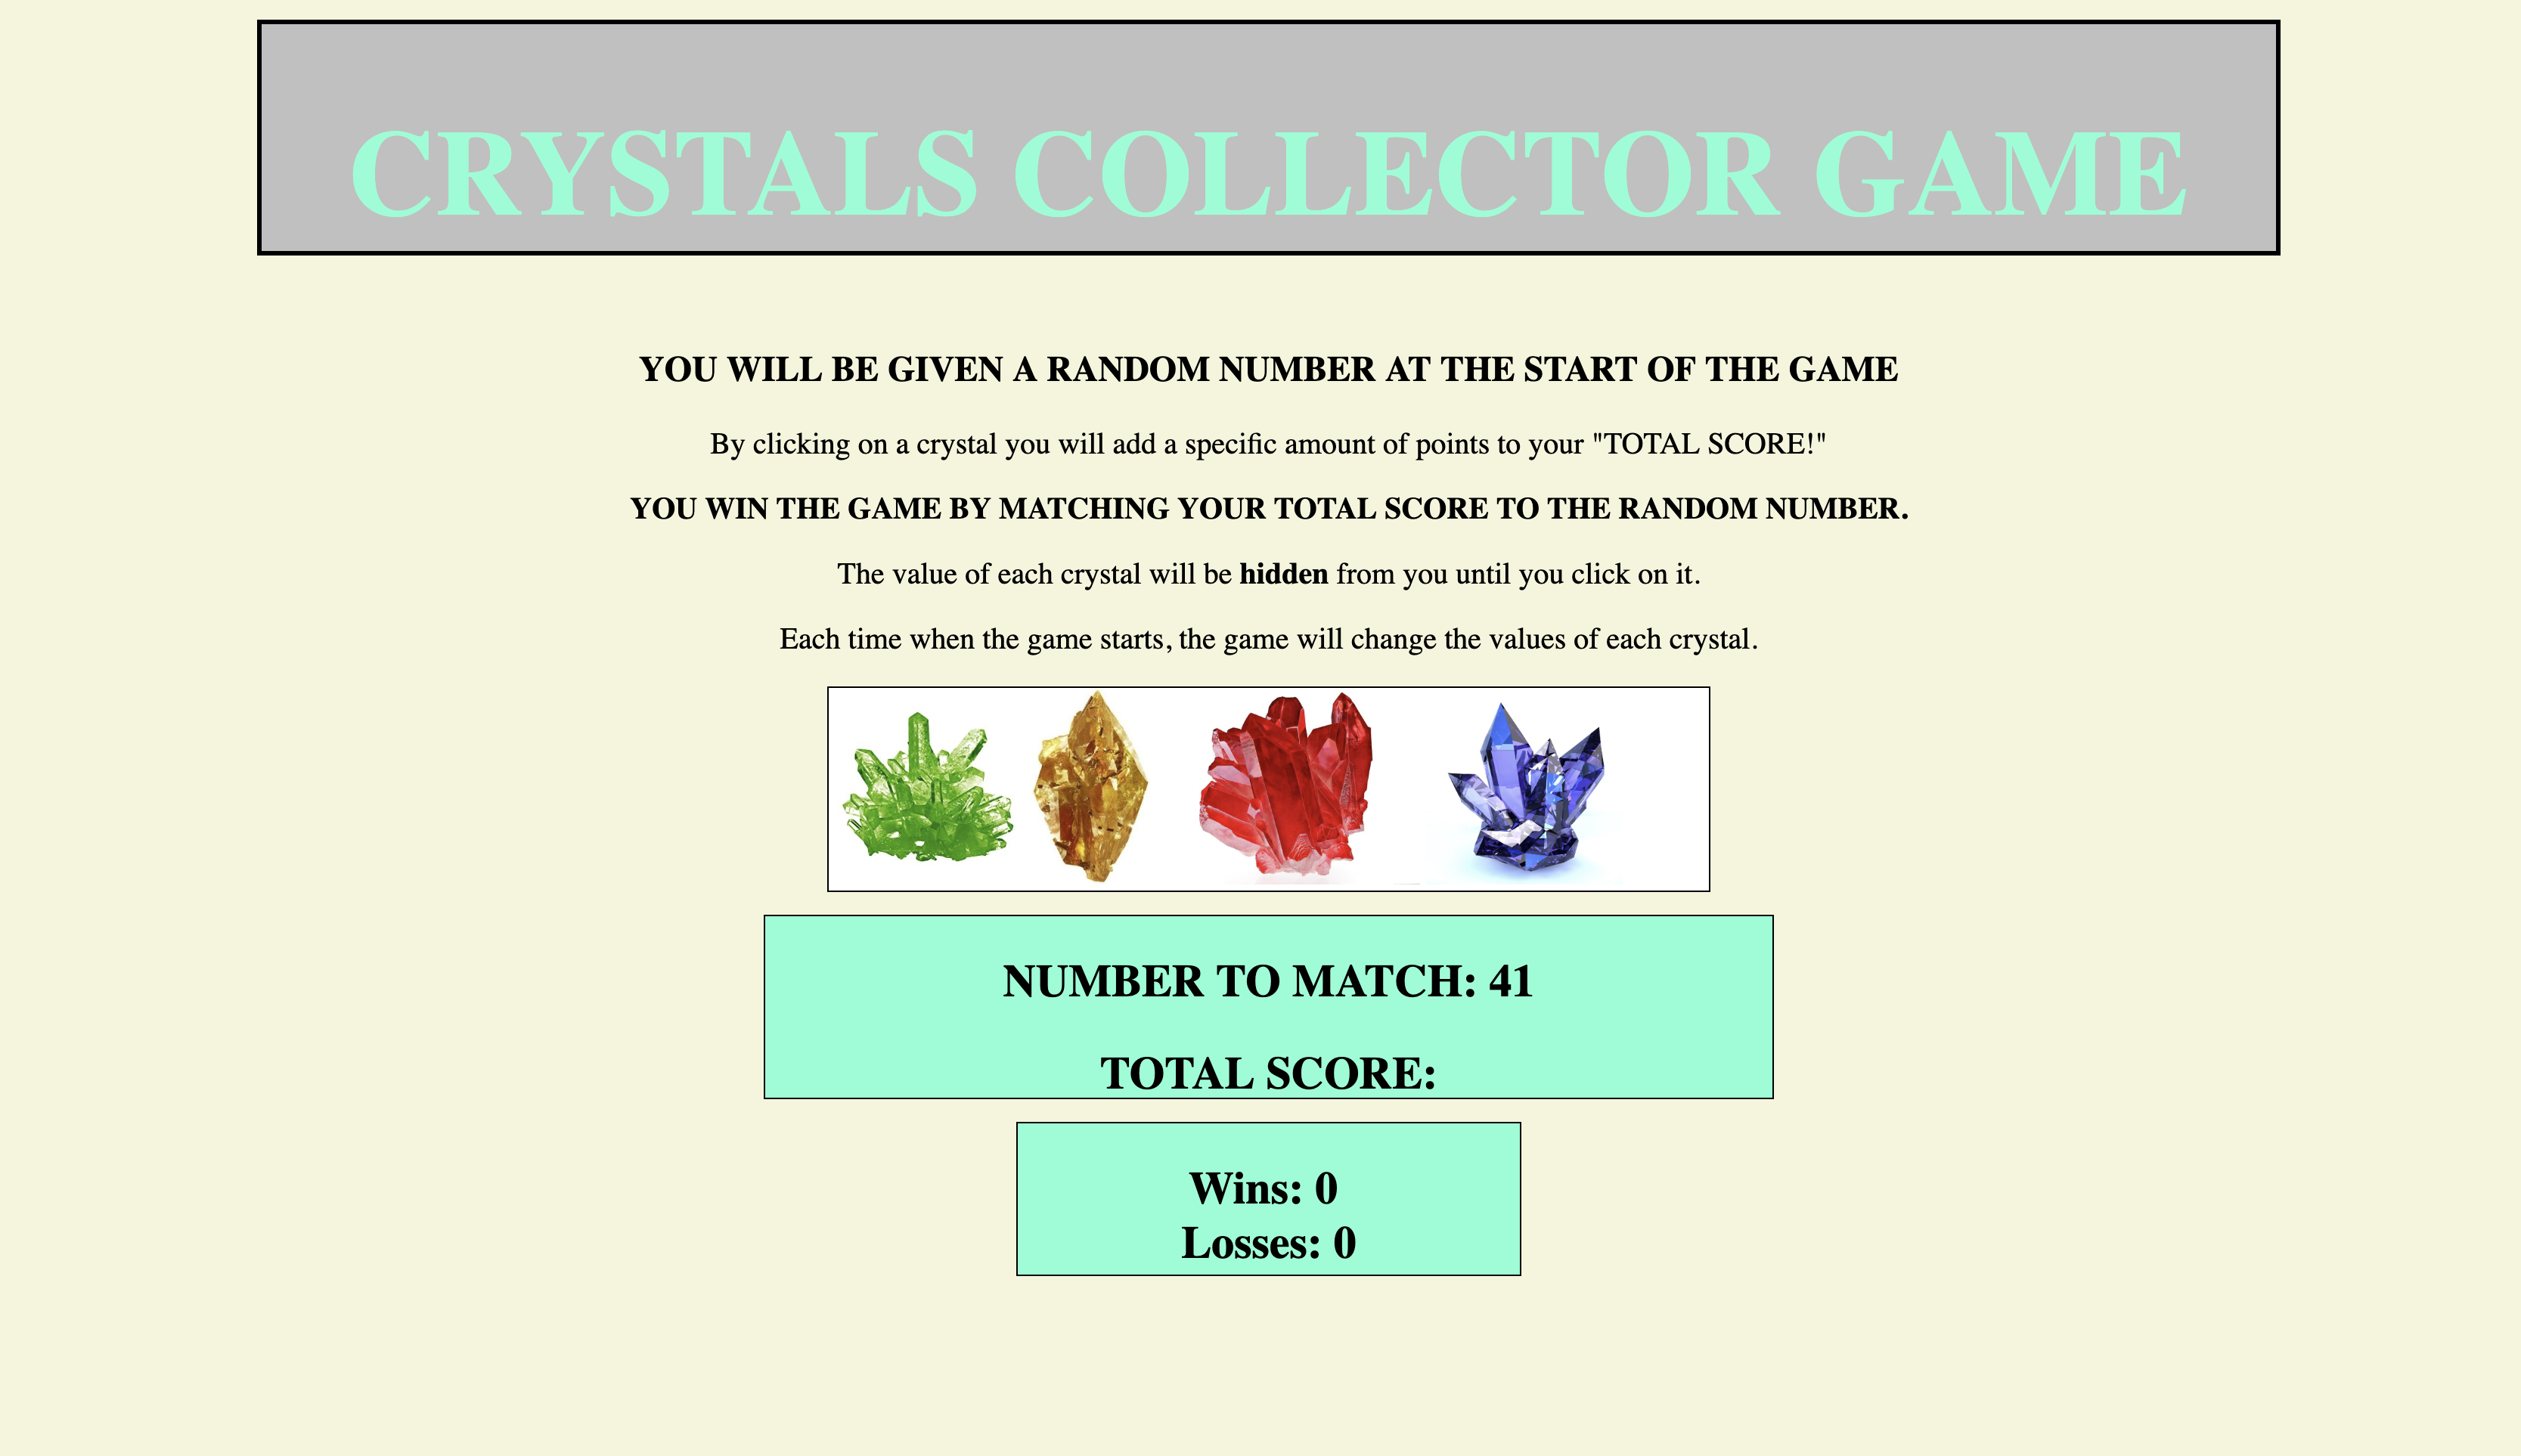 CRYSTALS COLLECTOR GAME
YOU WILL BE GIVEN A RANDOM NUMBER AT THE START OF THE GAME
By clicking on a crystal you will add a specific amount of points to your "TOTAL SCORE!"
YOU WIN THE GAME BY MATCHING YOUR TOTAL SCORE TO THE RANDOM NUMBER.
The value of each crystal will be hidden from you until you click on it.
Each time when the game starts, the game will change the values of each crystal.
NUMBER TO MATCH: 41
TOTAL SCORE:
Wins: 0
Losses: 0